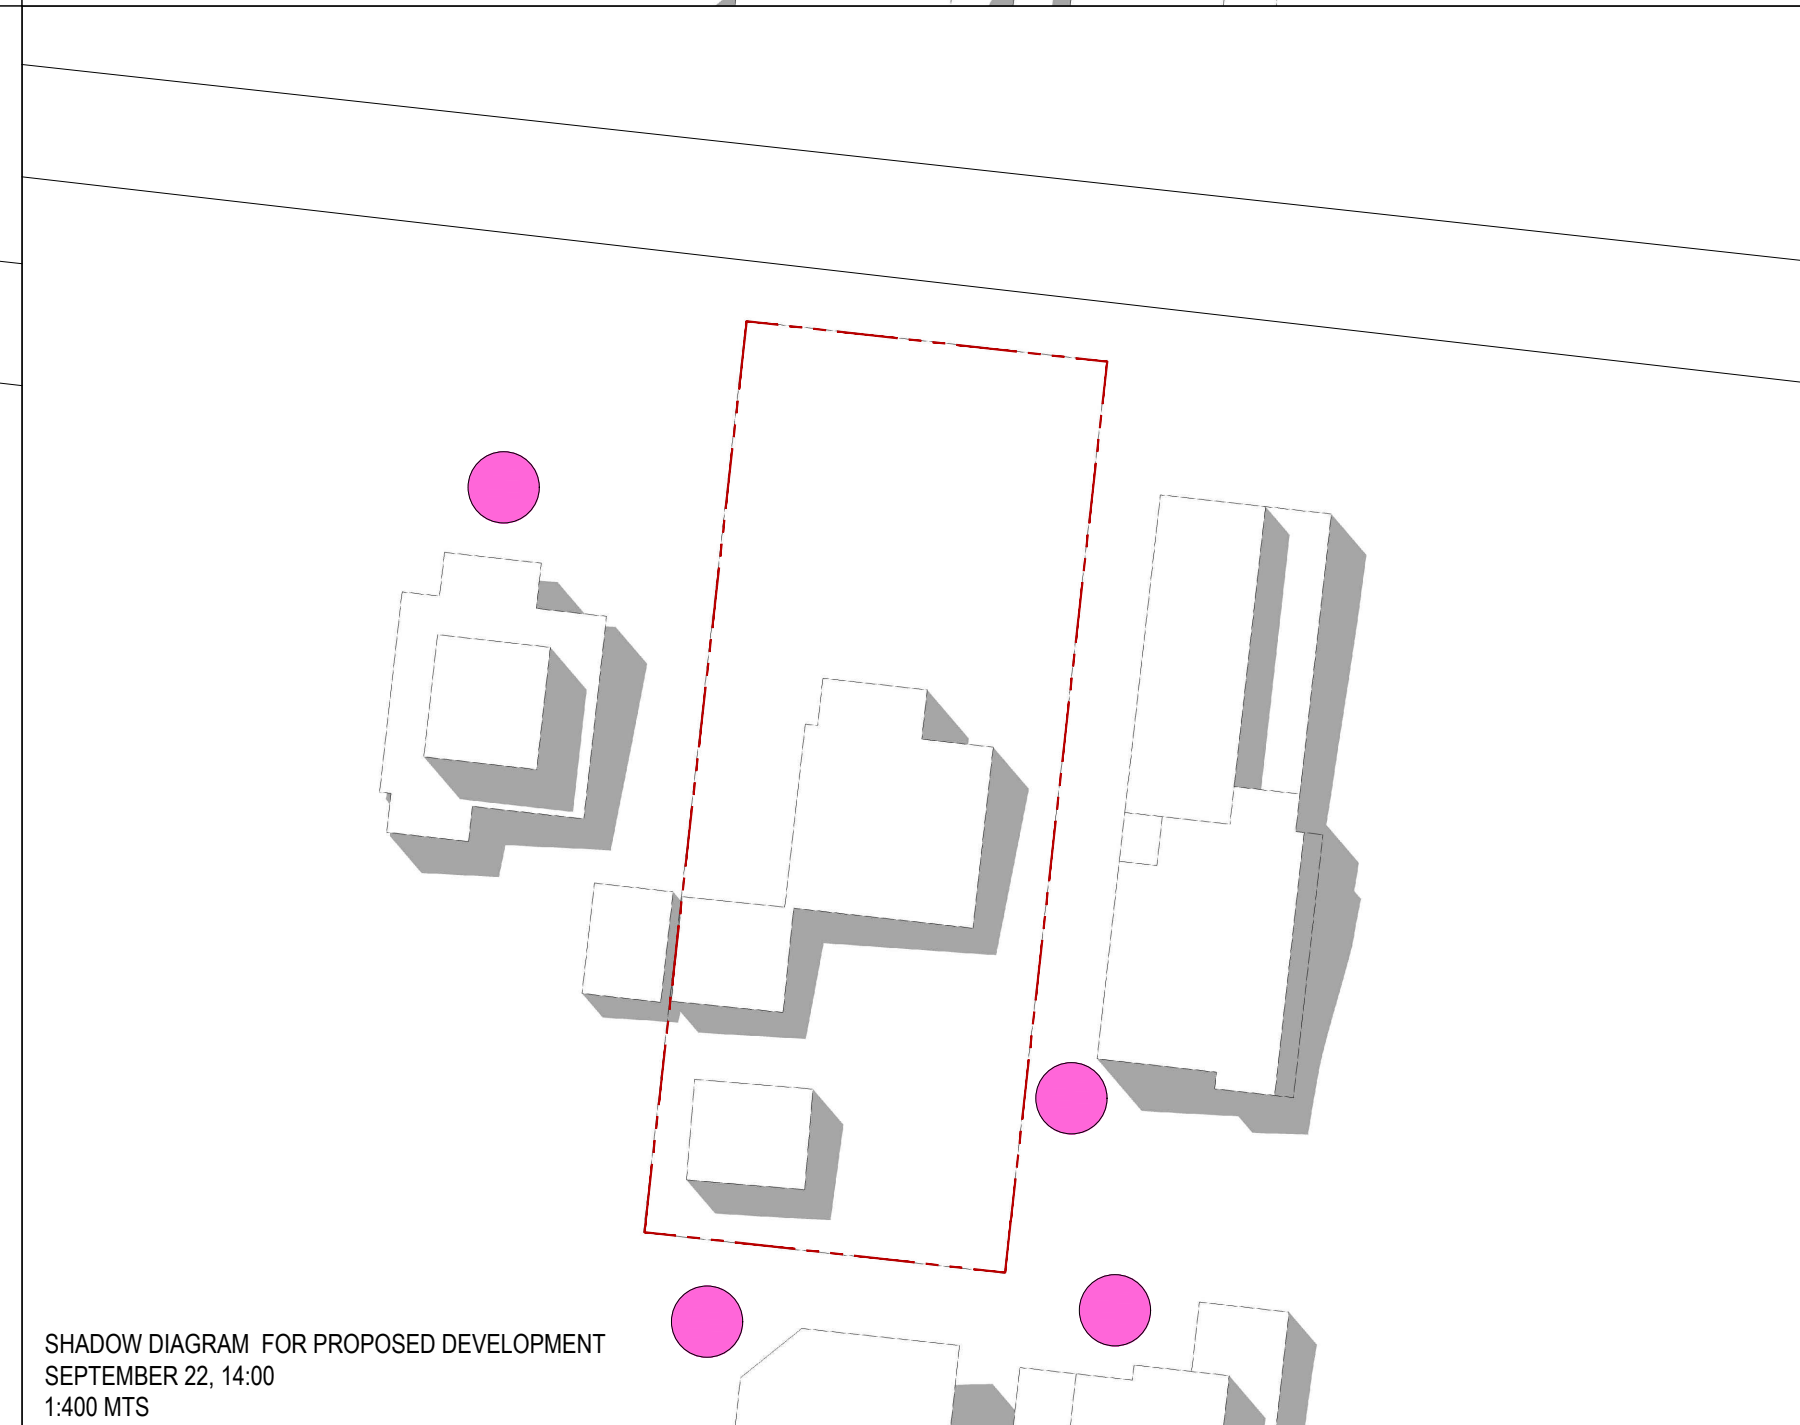 SHADOW DIAGRAM FOR PROPOSED DEVELOPMENT
SEPTEMBER 22, 14:00
1:400 MTS